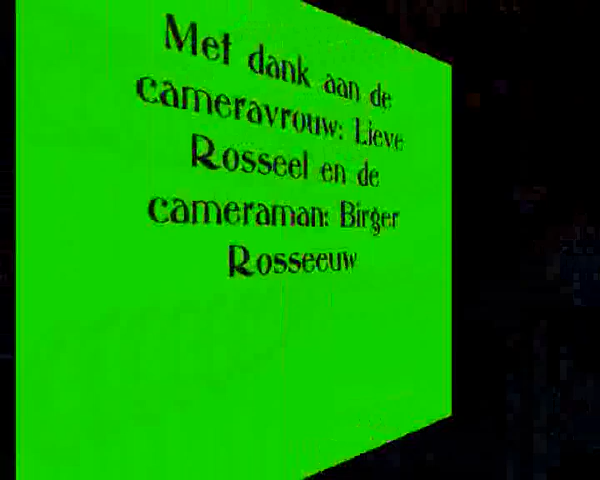 Met dank aan de
cameravrouw: Lieve
Rosseel en de
cameraman: Birger
Rosseeuw